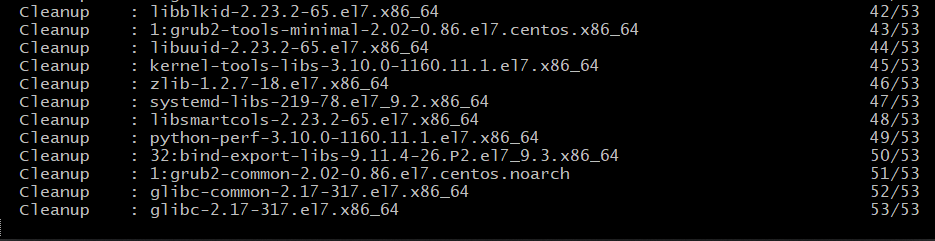 Cleanup : libblkid-2.23.2-65.el7.x86_64 42/53
Cleanup : 1:grub2-tools-minimal-2.02-0.86.el7.centos.x86_64 43/53
Cleanup : libuuid-2.23.2-65.el7.x86_64 44/53
Cleanup : kernel-tools-libs-3.10.0-1160.11.1.el7.x86_64 45/53
Cleanup : zlib-1.2.7-18.el7.x86_64 46/53
Cleanup : systemd-libs-219-78.el7_9.2.x86_64 47/53
Cleanup : libsmartcols-2.23.2-65.el7.x86_64 48/53
Cleanup : python-perf-3.10.0-1160.11.1.el7.x86_64 49/53
Cleanup : 32:bind-export-libs-9.11.4-26.P2.el7_9.3.x86_64 50/53
Cleanup : 1:grub2-common-2.02-0.86.el7.centos.noarch 51/53
Cleanup : glibc-common-2.17-317.el7.x86_64 52/53
Cleanup : glibc-2.17-317.el7.x86_64 53/53